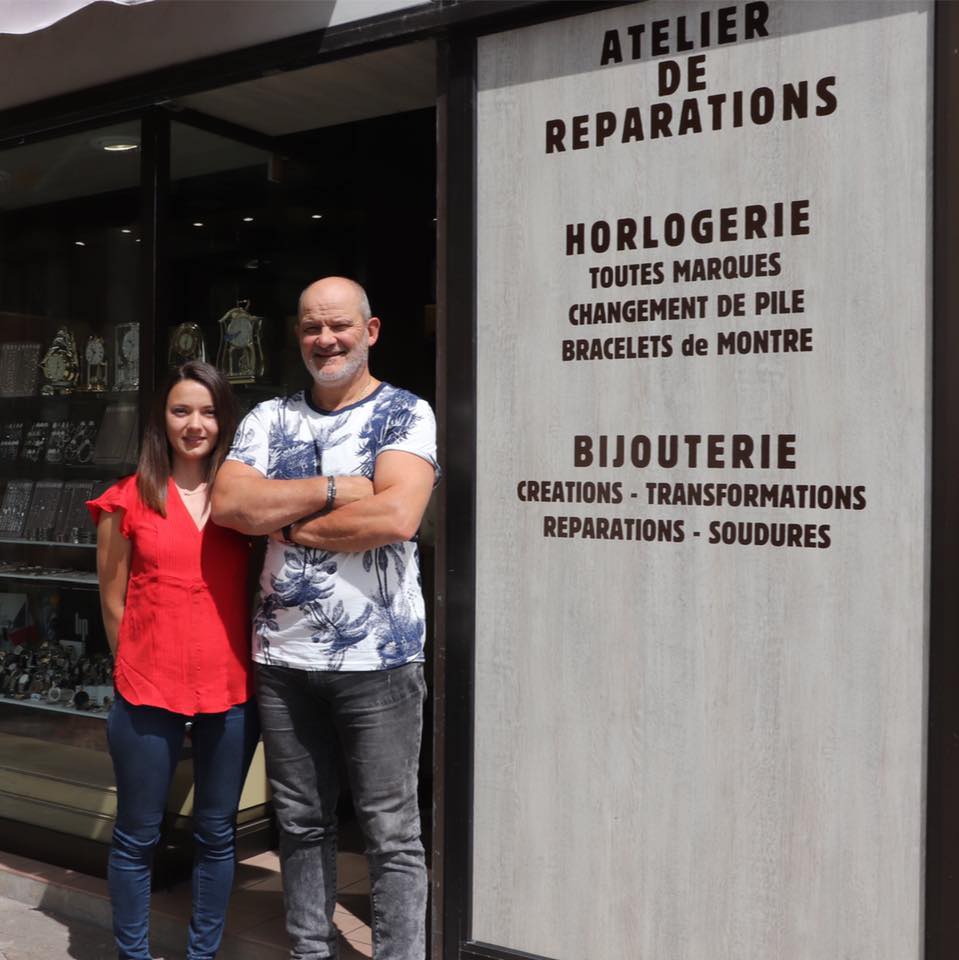 ATELIER
DE
REPARATIONS
HORLOGERIE
TOUTES MARQUES
CHANGEMENT DE PILE
BRACELETS de MONTRE
BIJOUTERIE
CREATIONS - TRANSFORMATIONS
REPARATIONS - SOUDURES